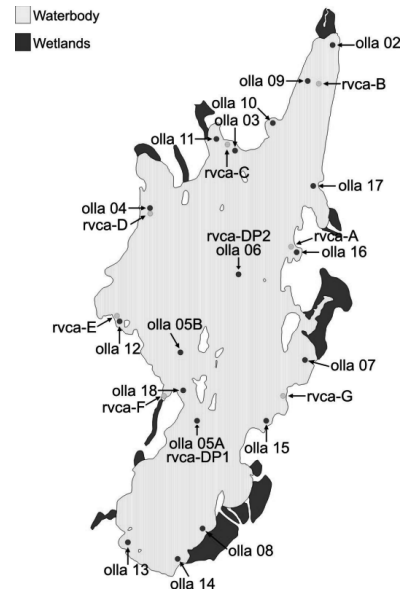 Waterbody
Wetlands
olla 02
olla 09
rvca-B
olla 10
olla 03
olla 11
rvca-C
olla 17
olla 04
rvca-D
rvca-A
rvca-DP2
olla 06
olla 16
rvca-E
olla 12
olla 05B
olla 07
olla 18
rvca-F
rvca-G
olla 05A
rvca-DP1
olla 15
olla 08
olla 13
olla 14